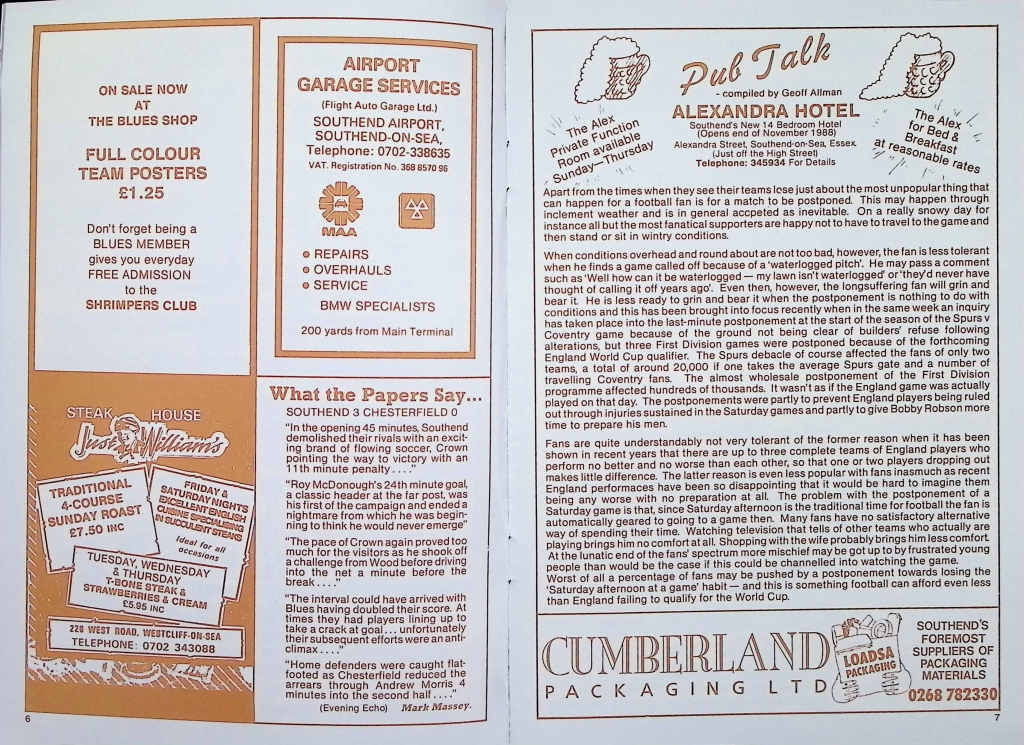 ON SALE NOW
AT
THE BLUES SHOP
FULL COLOUR
TEAM POSTERS
£1.25
Don't forget being a
BLUES MEMBER
gives you everyday
FREE ADMISSION
to the
SHRIMPERS CLUB
AIRPORT
GARAGE SERVICES
(Flight Auto Garage Ltd.)
SOUTHEND AIRPORT,
SOUTHEND-ON-SEA,
Telephone: 0702-338635
VAT. Registration No. 368 8570 96
MAA
REPAIRS
OVERHAULS
SERVICE
BMW SPECIALISTS
200 yards from Main Terminal
STEAK HOUSE
Just William's
TRADITIONAL
4-COURSE
SUNDAY ROAST
£7.50 INC
FRIDAY &
SATURDAY NIGHTS
EXCELLENT ENGLISH
CUISINE SPECIALISING
IN SUCCULENT STEAKS
Ideal for all
occasions
TUESDAY, WEDNESDAY
& THURSDAY
T-BONE STEAK &
STRAWBERRIES & CREAM
£5.95 INC
220 WEST ROAD, WESTCLIFF-ON-SEA
TELEPHONE: 0702 343088
What the Papers Say...
SOUTHEND 3 CHESTERFIELD 0
"In the opening 45 minutes, Southend
demolished their rivals with an excit-
ing brand of flowing soccer, Crown
pointing the way to victory with an
11th minute penalty . . . ."
"Roy McDonough's 24th minute goal,
a classic header at the far post, was
his first of the campaign and ended a
nightmare from which he was begin-
ning to think he would never emerge"
"The pace of Crown again proved too
much for the visitors as he shook off
a challenge from Wood before driving
into the net a minute before the
break . . . ."
"The interval could have arrived with
Blues having doubled their score. At
times they had players lining up to
take a crack at goal . . . unfortunately
their subsequent efforts were an anti-
climax . . . ."
"Home defenders were caught flat-
footed as Chesterfield reduced the
arrears through Andrew Morris 4
minutes into the second half . . . ."
(Evening Echo) Mark Massey.
6
Pub Talk
- compiled by Geoff Allman
ALEXANDRA HOTEL
Southend's New 14 Bedroom Hotel
(Opens end of November 1988)
Alexandra Street, Southend-on-Sea, Essex.
(Just off the High Street)
Telephone: 345934 For Details
The Alex
Private Function
Room available
Sunday—Thursday
The Alex
for Bed &
Breakfast
at reasonable rates
Apart from the times when they see their teams lose just about the most unpopular thing that
can happen for a football fan is for a match to be postponed. This may happen through
inclement weather and is in general accpeted as inevitable. On a really snowy day for
instance all but the most fanatical supporters are happy not to have to travel to the game and
then stand or sit in wintry conditions.
When conditions overhead and round about are not too bad, however, the fan is less tolerant
when he finds a game called off because of a 'waterlogged pitch'. He may pass a comment
such as 'Well how can it be waterlogged — my lawn isn't waterlogged' or 'they'd never have
thought of calling it off years ago'. Even then, however, the longsuffering fan will grin and
bear it. He is less ready to grin and bear it when the postponement is nothing to do with
conditions and this has been brought into focus recently when in the same week an inquiry
has taken place into the last-minute postponement at the start of the season of the Spurs v
Coventry game because of the ground not being clear of builders' refuse following
alterations, but three First Division games were postponed because of the forthcoming
England World Cup qualifier. The Spurs debacle of course affected the fans of only two
teams, a total of around 20,000 if one takes the average Spurs gate and a number of
travelling Coventry fans. The almost wholesale postponement of the First Division
programme affected hundreds of thousands. It wasn't as if the England game was actually
played on that day. The postponements were partly to prevent England players being ruled
out through injuries sustained in the Saturday games and partly to give Bobby Robson more
time to prepare his men.
Fans are quite understandably not very tolerant of the former reason when it has been
shown in recent years that there are up to three complete teams of England players who
perform no better and no worse than each other, so that one or two players dropping out
makes little difference. The latter reason is even less popular with fans inasmuch as recent
England performaces have been so disappointing that it would be hard to imagine them
being any worse with no preparation at all. The problem with the postponement of a
Saturday game is that, since Saturday afternoon is the traditional time for football the fan is
automatically geared to going to a game then. Many fans have no satisfactory alternative
way of spending their time. Watching television that tells of other teams who actually are
playing brings him no comfort at all. Shopping with the wife probably brings him less comfort.
At the lunatic end of the fans' spectrum more mischief may be got up to by frustrated young
people than would be the case if this could be channelled into watching the game.
Worst of all a percentage of fans may be pushed by a postponement towards losing the
'Saturday afternoon at a game' habit — and this is something football can afford even less
than England failing to qualify for the World Cup.
CUMBERLAND
PACKAGING LTD
LOADSA
PACKAGING
SOUTHEND'S
FOREMOST
SUPPLIERS OF
PACKAGING
MATERIALS
0268 782330
7